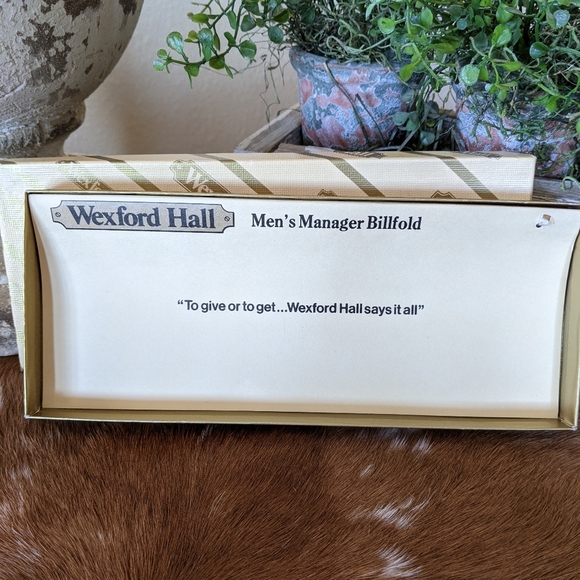 Wexford Hall Men's Manager Billfold
“To give or to get...Wexford Hall says it all”